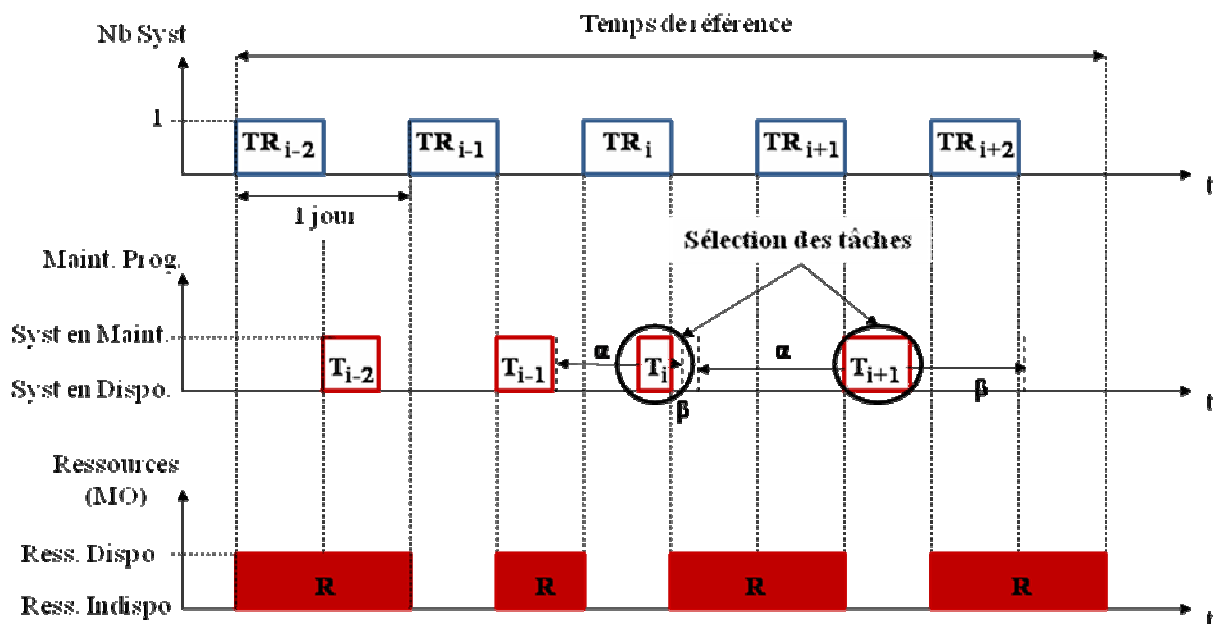 Temps de référence
Nb Syst
1
TR i-2
TR i-1
TR i
TR i+1
TR i+2
t
1 jour
Sélection des tâches
Maint. Prog.
Syst en Maint.
α
α
T i-2
T i-1
T i
T i+1
Syst en Dispo.
β
β
t
Ressources
(MO)
Ress. Dispo
R
R
R
R
Ress. Indispo
t